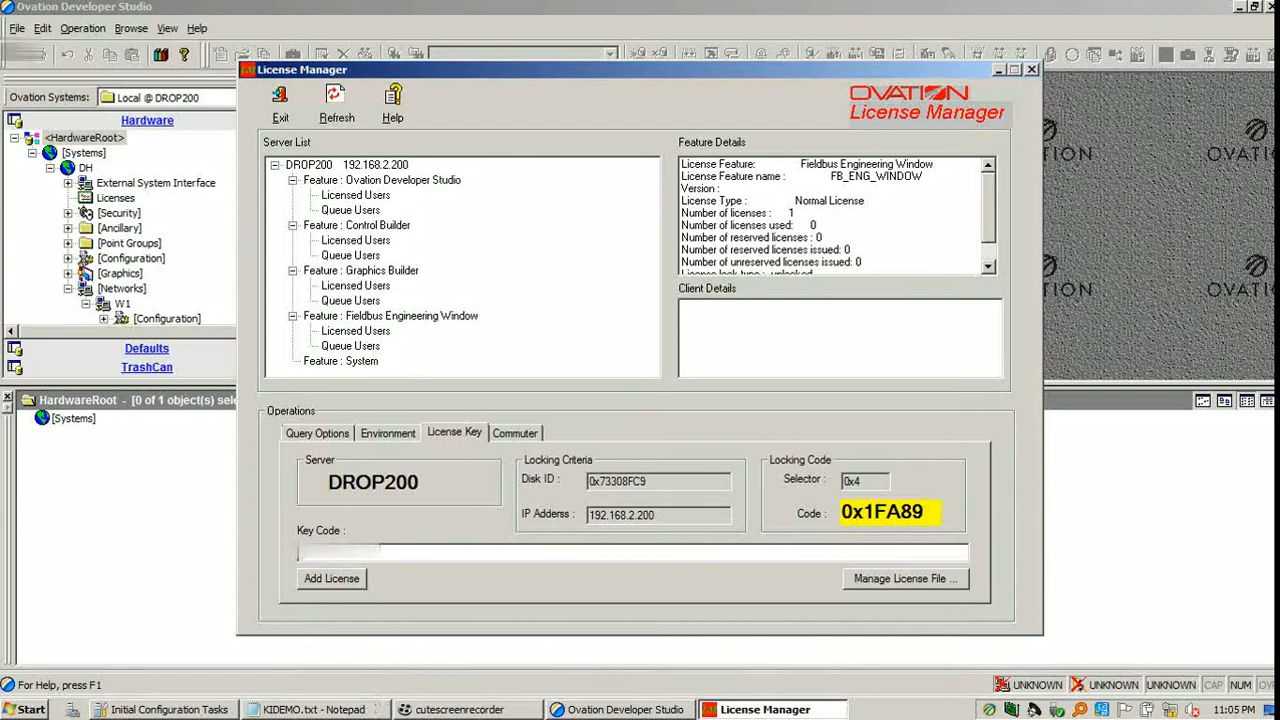 Ovation Developer Studio
File Edit Operation Browse View Help
Ovation Systems: Local @ DROP200
Hardware
<HardwareRoot>
[Systems]
DH
External System Interface
Licenses
[Security]
[Ancillary]
[Point Groups]
[Configuration]
[Graphics]
[Networks]
W1
[Configuration]
Defaults
TrashCan
HardwareRoot - [0 of 1 object(s) sele
[Systems]
License Manager
Exit Refresh Help
OVATION
License Manager
Server List
DROP200 192.168.2.200
Feature : Ovation Developer Studio
Licensed Users
Queue Users
Feature : Control Builder
Licensed Users
Queue Users
Feature : Graphics Builder
Licensed Users
Queue Users
Feature : Fieldbus Engineering Window
Licensed Users
Queue Users
Feature : System
Feature Details
License Feature: Fieldbus Engineering Window
License Feature name : FB_ENG_WINDOW
Version :
License Type : Normal License
Number of licenses : 1
Number of licenses used: 0
Number of reserved licenses : 0
Number of reserved licenses issued: 0
Number of unreserved licenses issued: 0
License lock type : unlocked
Client Details
Operations
Query Options Environment License Key Commuter
Server
DROP200
Locking Criteria
Disk ID : 0x73308FC9
IP Adderss : 192.168.2.200
Locking Code
Selector : 0x4
Code : 0x1FA89
Key Code :
Add License
Manage License File ...
OVATION
OVATION
For Help, press F1
UNKNOWN UNKNOWN UNKNOWN CAP NUM
Start Initial Configuration Tasks KIDEMO.txt - Notepad cutescreenrecorder Ovation Developer Studio License Manager 11:05 PM